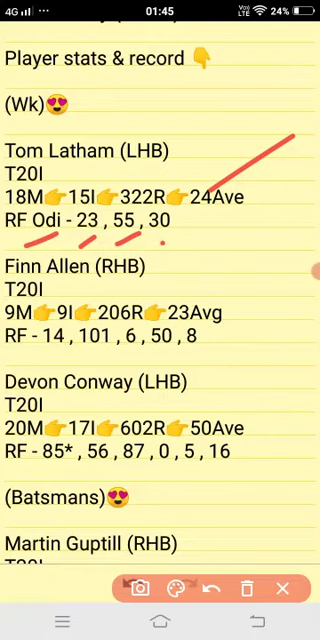 4G 01:45 Vo) LTE 24%
Player stats & record 👇
(Wk)😍
Tom Latham (LHB)
T20I
18M👉15I👉322R👉24Ave
RF Odi - 23 , 55 , 30
Finn Allen (RHB)
T20I
9M👉9I👉206R👉23Avg
RF - 14 , 101 , 6 , 50 , 8
Devon Conway (LHB)
T20I
20M👉17I👉602R👉50Ave
RF - 85* , 56 , 87 , 0 , 5 , 16
(Batsmans)😍
Martin Guptill (RHB)